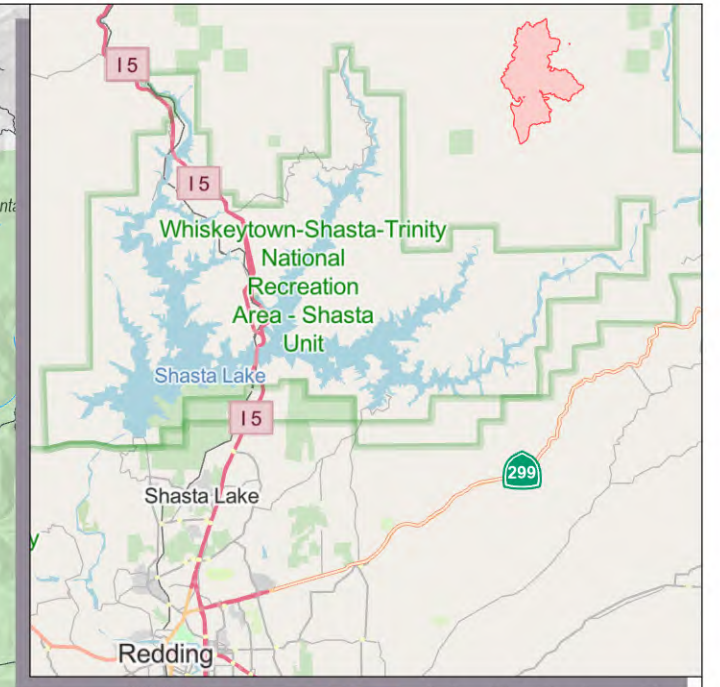 I 5
I 5
Whiskeytown-Shasta-Trinity
National
Recreation
Area - Shasta
Unit
Shasta Lake
I 5
299
Shasta Lake
Redding